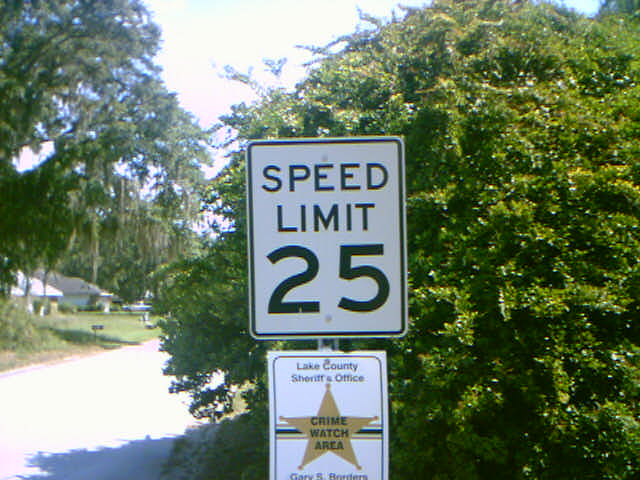 SPEED
LIMIT
25
Lake County
Sheriff's Office
CRIME
WATCH
AREA
Gary S. Borders